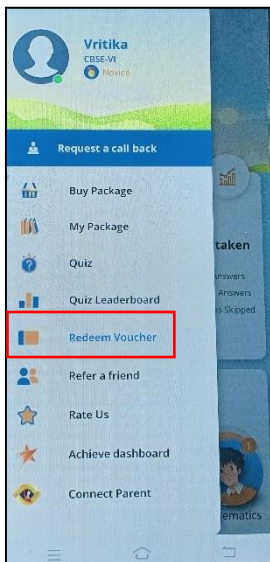 Vritika
CBSE-VI
Novice
Request a call back
Buy Package
My Package
taken
Quiz
Answers
Answers
Quiz Leaderboard
s Skipped
Redeem Voucher
Refer a friend
Rate Us
Achieve dashboard
Connect Parent
ematics